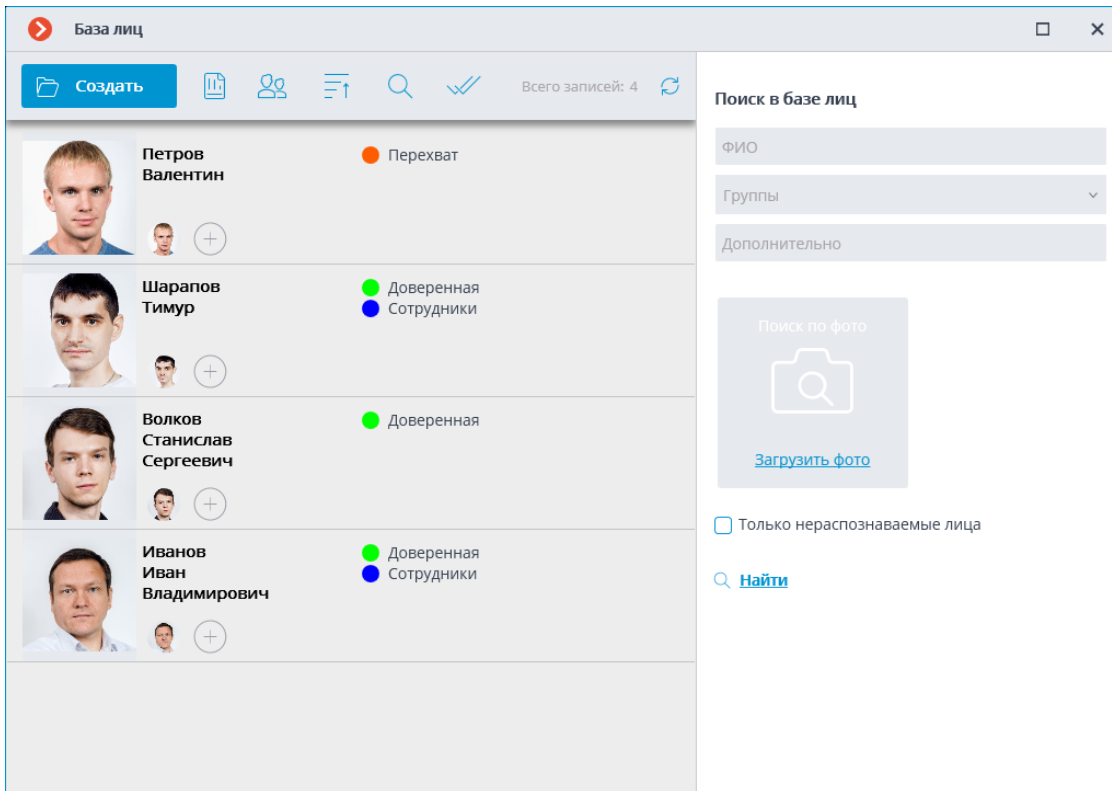 База лиц
Создать
Всего записей: 4
Петров
Валентин
Перехват
Шарапов
Тимур
Доверенная
Сотрудники
Волков
Станислав
Сергеевич
Доверенная
Иванов
Иван
Владимирович
Доверенная
Сотрудники
Поиск в базе лиц
ФИО
Группы
Дополнительно
Поиск по фото
Загрузить фото
Только нераспознаваемые лица
Найти